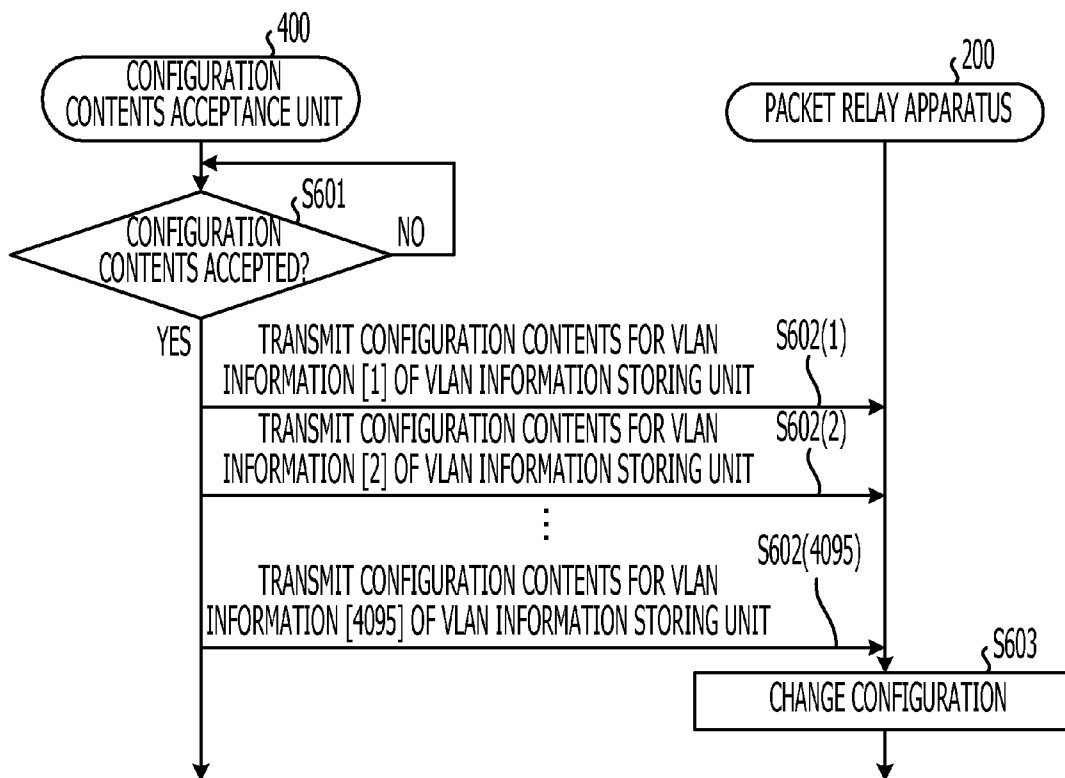 400
CONFIGURATION
CONTENTS ACCEPTANCE UNIT
200
PACKET RELAY APPARATUS
S601
CONFIGURATION
CONTENTS ACCEPTED?
NO
YES
TRANSMIT CONFIGURATION CONTENTS FOR VLAN
INFORMATION [1] OF VLAN INFORMATION STORING UNIT
S602(1)
TRANSMIT CONFIGURATION CONTENTS FOR VLAN
INFORMATION [2] OF VLAN INFORMATION STORING UNIT
S602(2)
⋮
TRANSMIT CONFIGURATION CONTENTS FOR VLAN
INFORMATION [4095] OF VLAN INFORMATION STORING UNIT
S602(4095)
S603
CHANGE CONFIGURATION